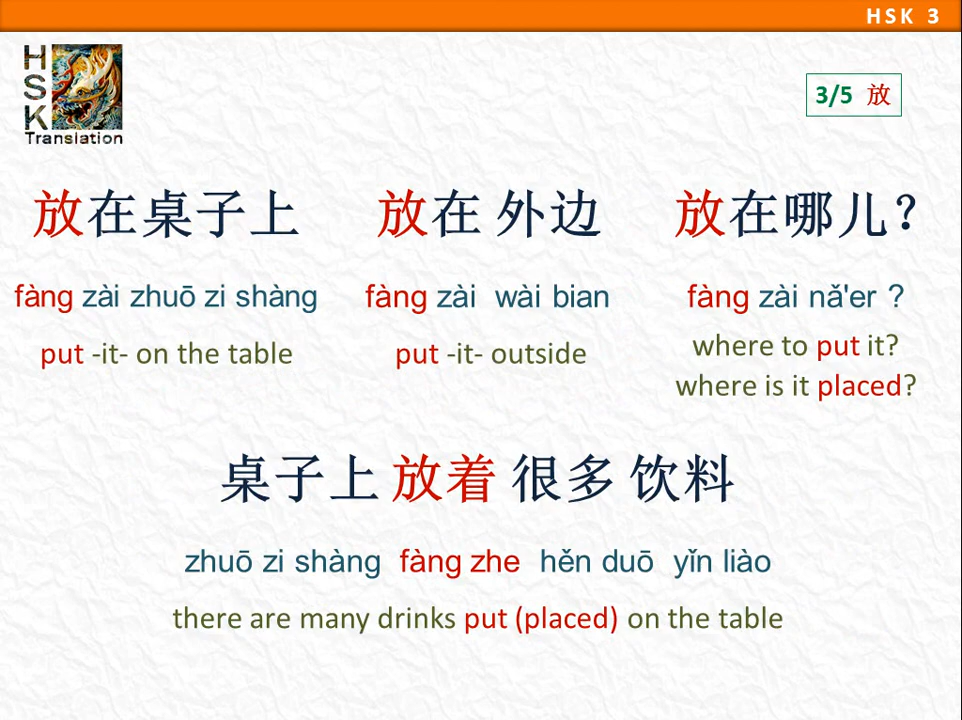 HSK 3
H
S
K
Translation
3/5 放
放在桌子上 放在 外边 放在哪儿?
fàng zài zhuō zi shàng fàng zài wài bian fàng zài nǎ'er ?
put -it- on the table put -it- outside where to put it?
where is it placed?
桌子上 放着 很多 饮料
zhuō zi shàng fàng zhe hěn duō yǐn liào
there are many drinks put (placed) on the table